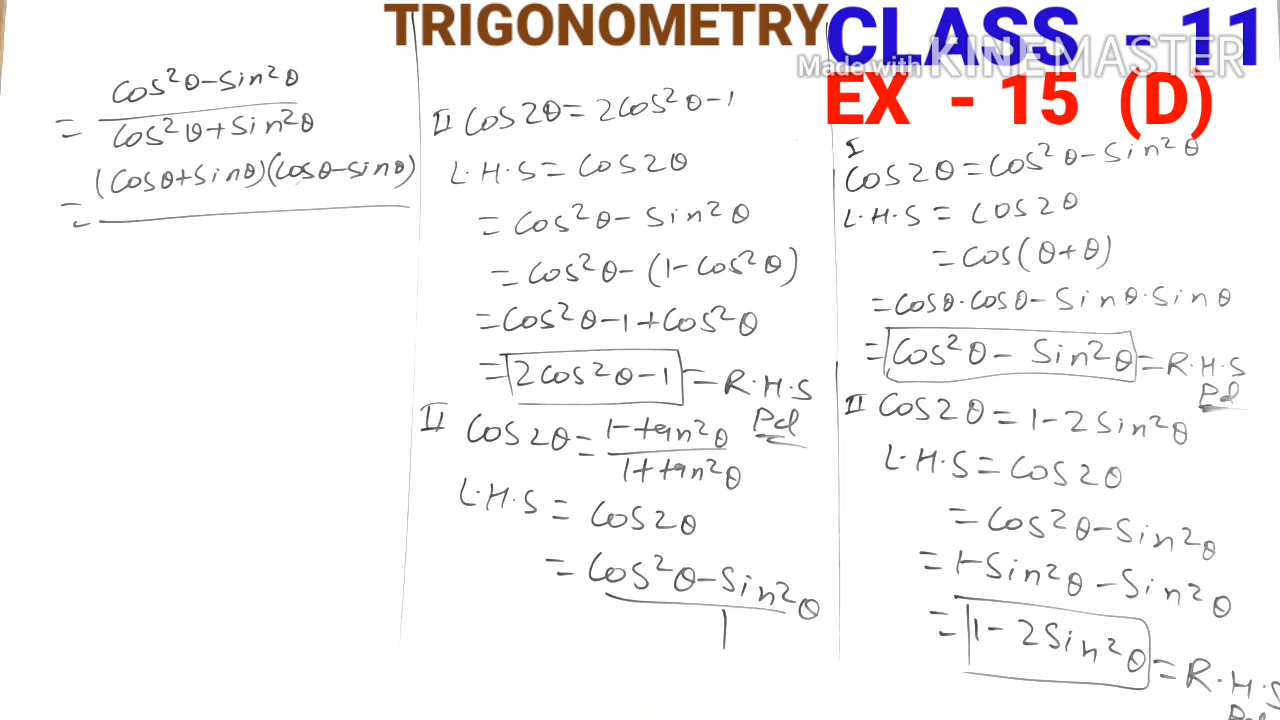 TRIGONOMETRY
CLASS - 11
Made with KINEMASTER
EX - 15 (D)
I
Cos2θ = Cos²θ - Sin²θ
L.H.S = Cos2θ
= Cos(θ+θ)
= Cosθ.Cosθ - Sinθ.Sinθ
= Cos²θ - Sin²θ = R.H.S
Pd
II Cos2θ = 1-2Sin²θ
L.H.S = Cos2θ
= Cos²θ - Sin²θ
= 1-Sin²θ - Sin²θ
= 1-2Sin²θ = R.H.S
II Cos2θ = 2Cos²θ-1
L.H.S = Cos2θ
= Cos²θ - Sin²θ
= Cos²θ - (1-Cos²θ)
= Cos²θ-1+Cos²θ
= 2Cos²θ-1 = R.H.S
Pd
II Cos2θ = 1-tan²θ
1+tan²θ
L.H.S = Cos2θ
= Cos²θ-Sin²θ
1
Cos²θ-Sin²θ
= Cos²θ+Sin²θ
(Cosθ+Sinθ)(Cosθ-Sinθ)
=